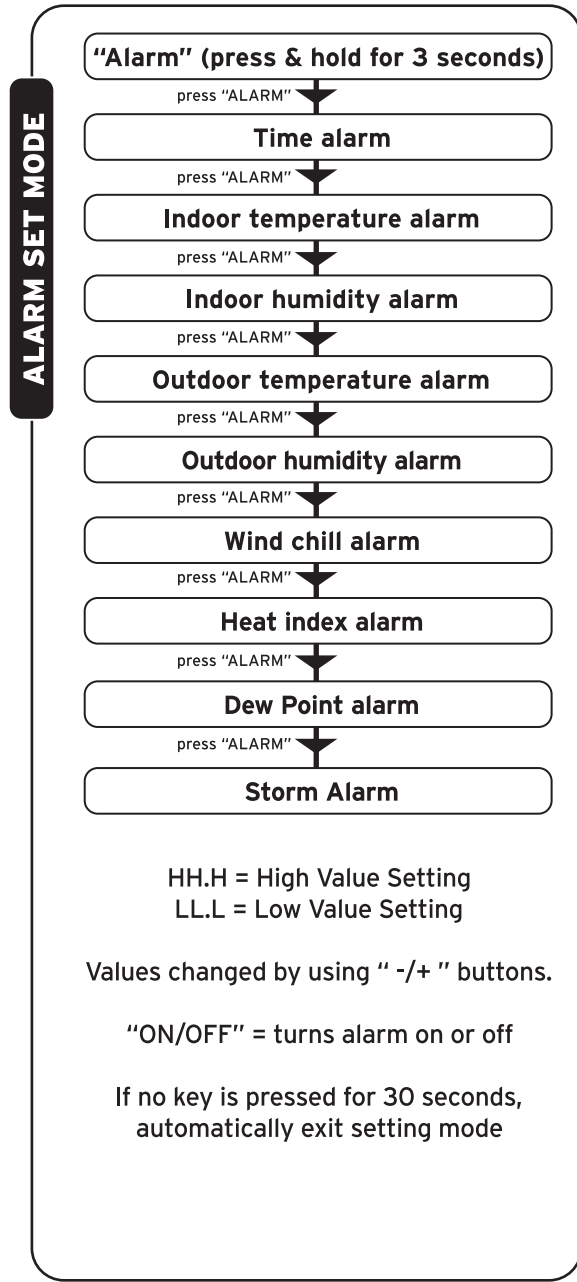 ALARM SET MODE
“Alarm” (press & hold for 3 seconds)
press “ALARM”
Time alarm
press “ALARM”
Indoor temperature alarm
press “ALARM”
Indoor humidity alarm
press “ALARM”
Outdoor temperature alarm
press “ALARM”
Outdoor humidity alarm
press “ALARM”
Wind chill alarm
press “ALARM”
Heat index alarm
press “ALARM”
Dew Point alarm
press “ALARM”
Storm Alarm
HH.H = High Value Setting
LL.L = Low Value Setting
Values changed by using “ -/+ ” buttons.
“ON/OFF” = turns alarm on or off
If no key is pressed for 30 seconds,
automatically exit setting mode